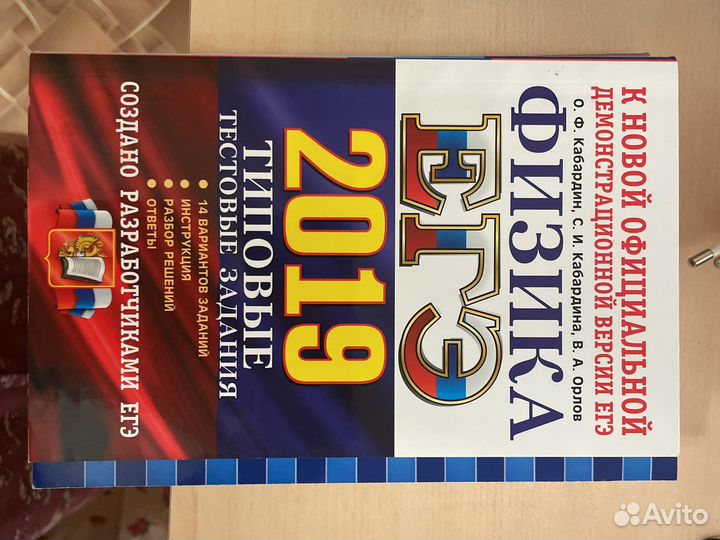 К НОВОЙ ОФИЦИАЛЬНОЙ
ДЕМОНСТРАЦИОННОЙ ВЕРСИИ ЕГЭ
О. Ф. Кабардин, С. И. Кабардина, В. А. Орлов
ФИЗИКА
ЕГЭ
2019
ТИПОВЫЕ
ТЕСТОВЫЕ ЗАДАНИЯ
• 14 ВАРИАНТОВ ЗАДАНИЙ
• ИНСТРУКЦИЯ
• РАЗБОР РЕШЕНИЙ
• ОТВЕТЫ
СОЗДАНО РАЗРАБОТЧИКАМИ ЕГЭ
Avito